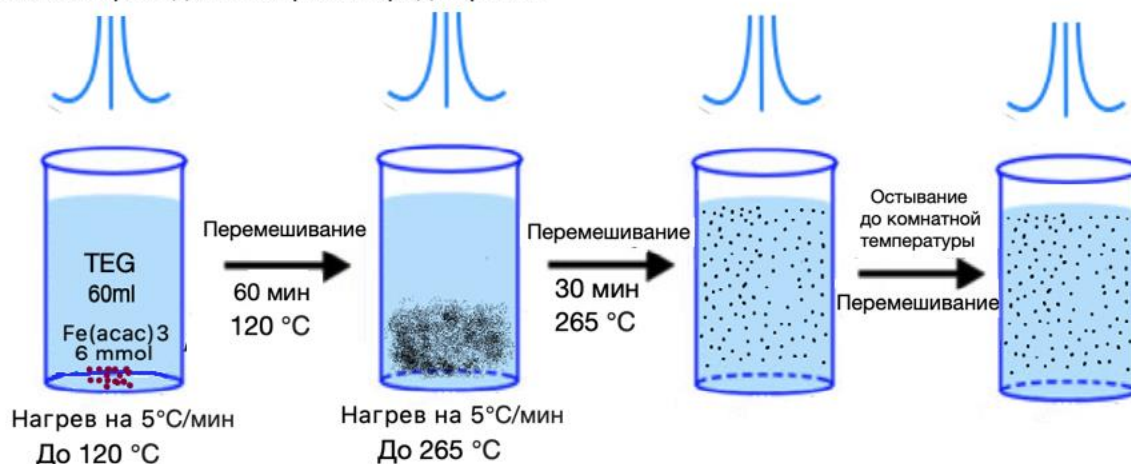 TEG
60ml
Fe(acac)3
6 mmol
Нагрев на 5°C/мин
До 120 °C
Перемешивание
60 мин
120 °C
Нагрев на 5°C/мин
До 265 °C
Перемешивание
30 мин
265 °C
Остывание
до комнатной
температуры
Перемешивание